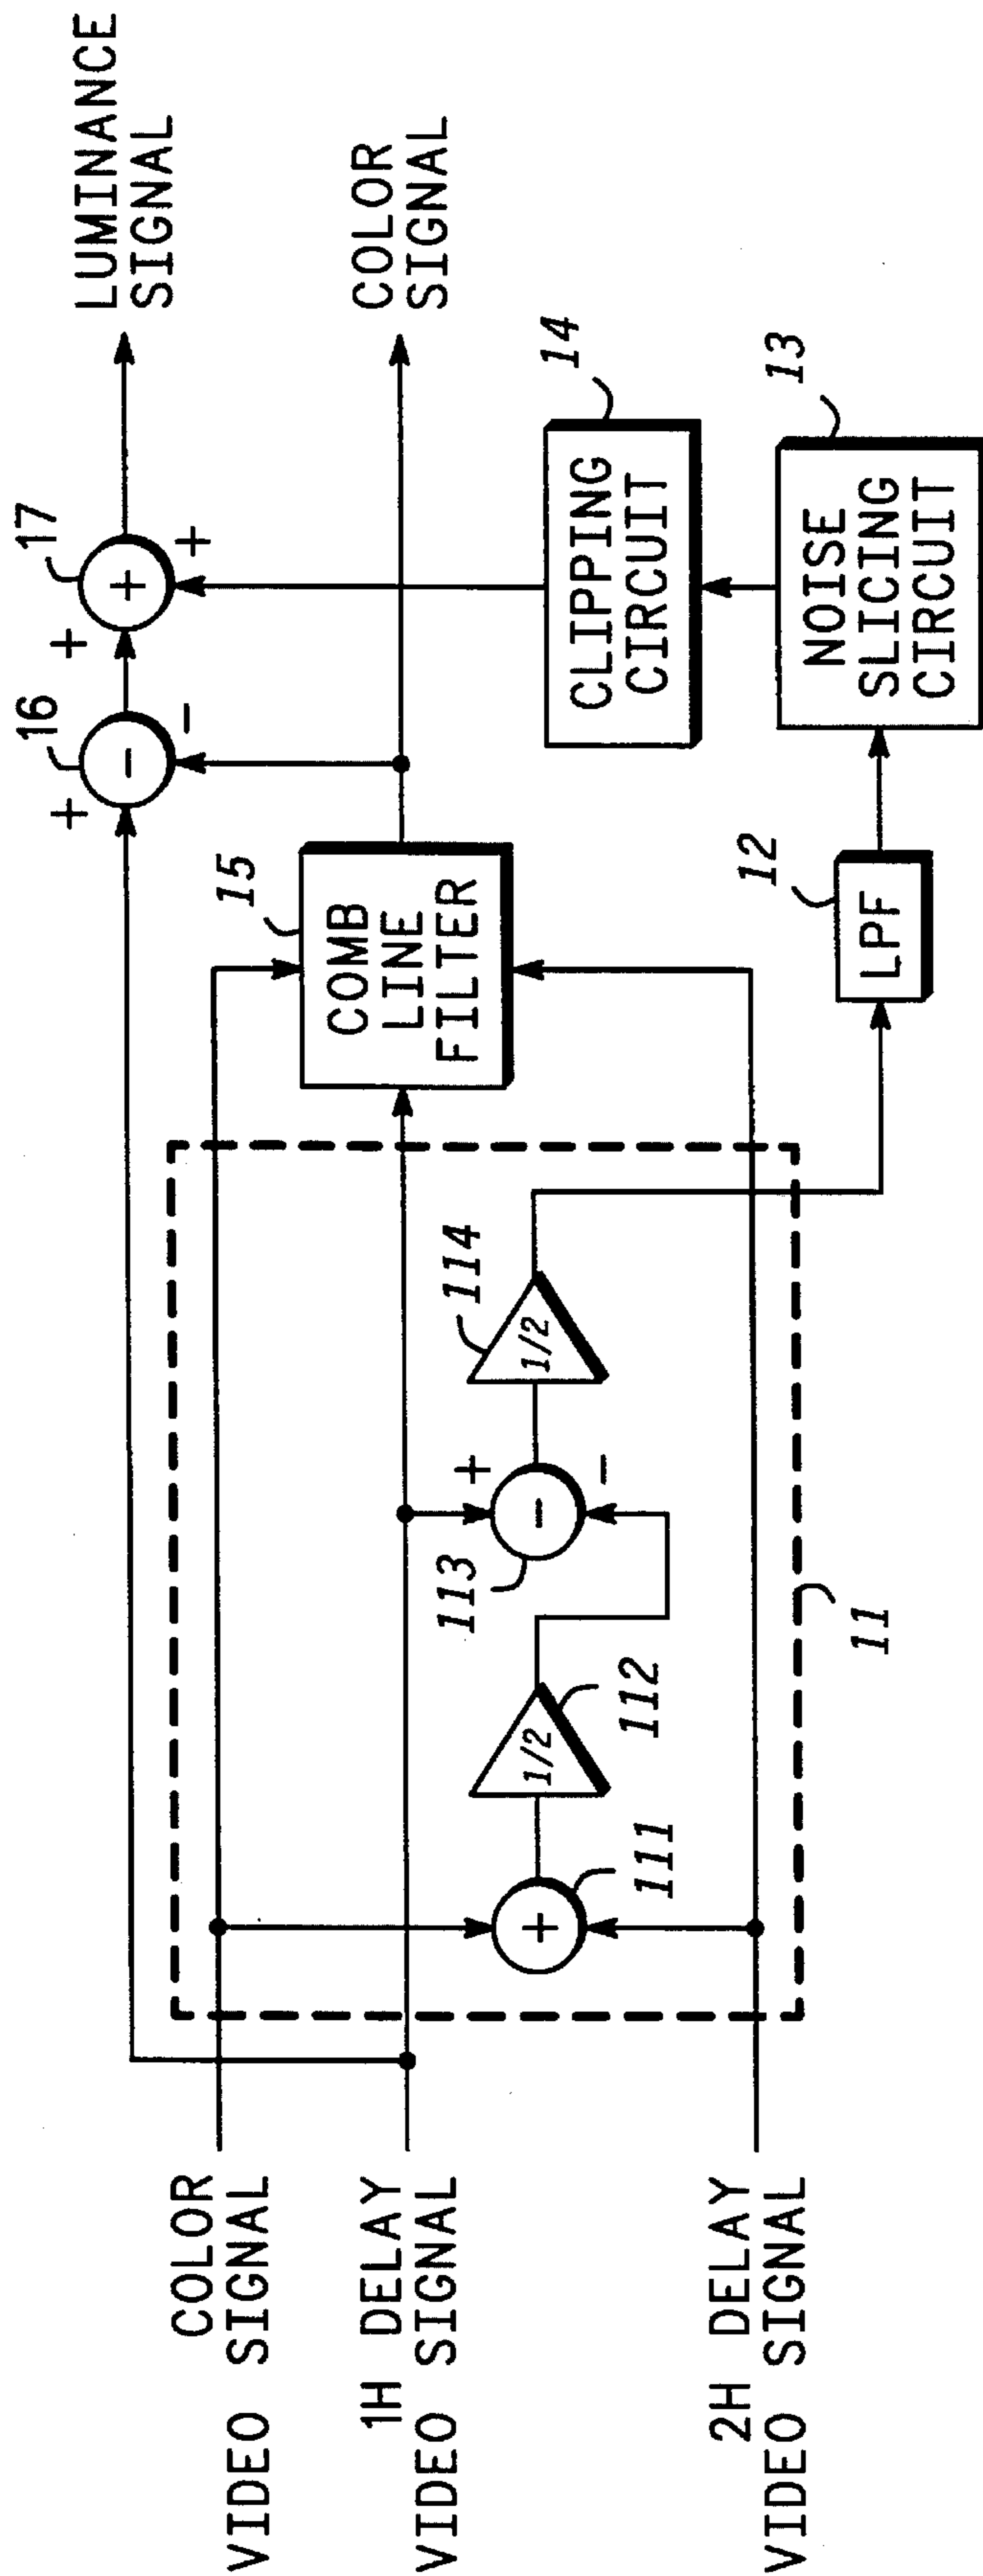 LUMINANCE
SIGNAL
17
+
+
+
16
-
+
-
COLOR
SIGNAL
15
COMB
LINE
FILTER
14
CLIPPING
CIRCUIT
13
NOISE
SLICING
CIRCUIT
12
LPF
114
1/2
113
+
-
-
112
1/2
111
+
11
COLOR
VIDEO SIGNAL
1H DELAY
VIDEO SIGNAL
2H DELAY
VIDEO SIGNAL